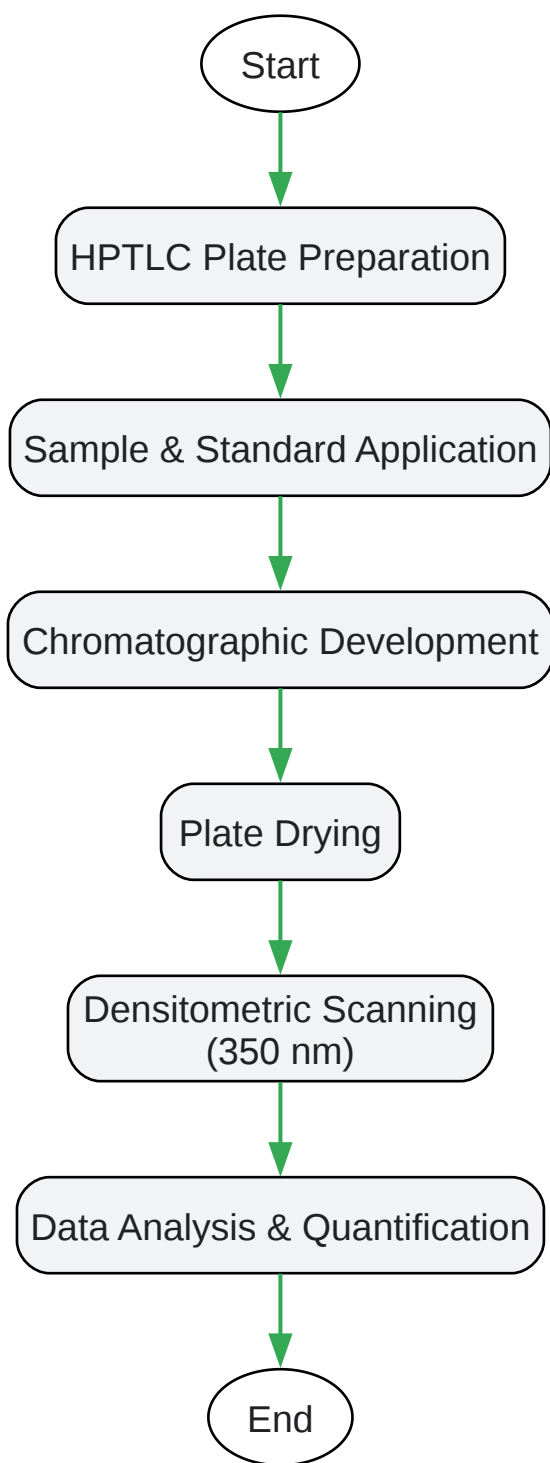 Start
HPTLC Plate Preparation
Sample & Standard Application
Chromatographic Development
Plate Drying
Densitometric Scanning
(350 nm)
Data Analysis & Quantification
End